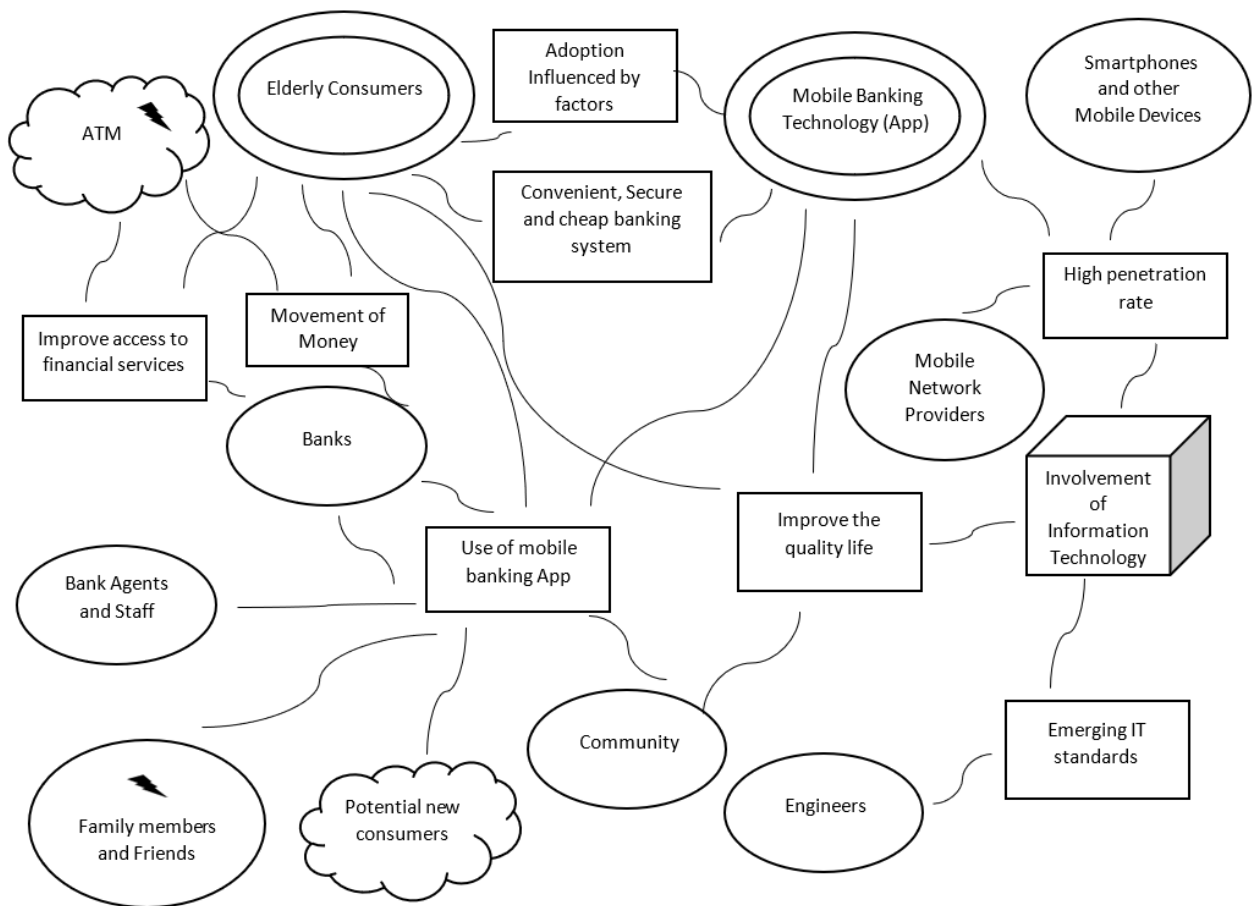 Elderly Consumers
Adoption
Influenced by
factors
Mobile Banking
Technology (App)
Smartphones
and other
Mobile Devices
ATM
Convenient, Secure
and cheap banking
system
High penetration
rate
Improve access to
financial services
Movement of
Money
Mobile
Network
Providers
Banks
Involvement
of
Information
Technology
Use of mobile
banking App
Improve the
quality life
Bank Agents
and Staff
Community
Emerging IT
standards
Engineers
Family members
and Friends
Potential new
consumers